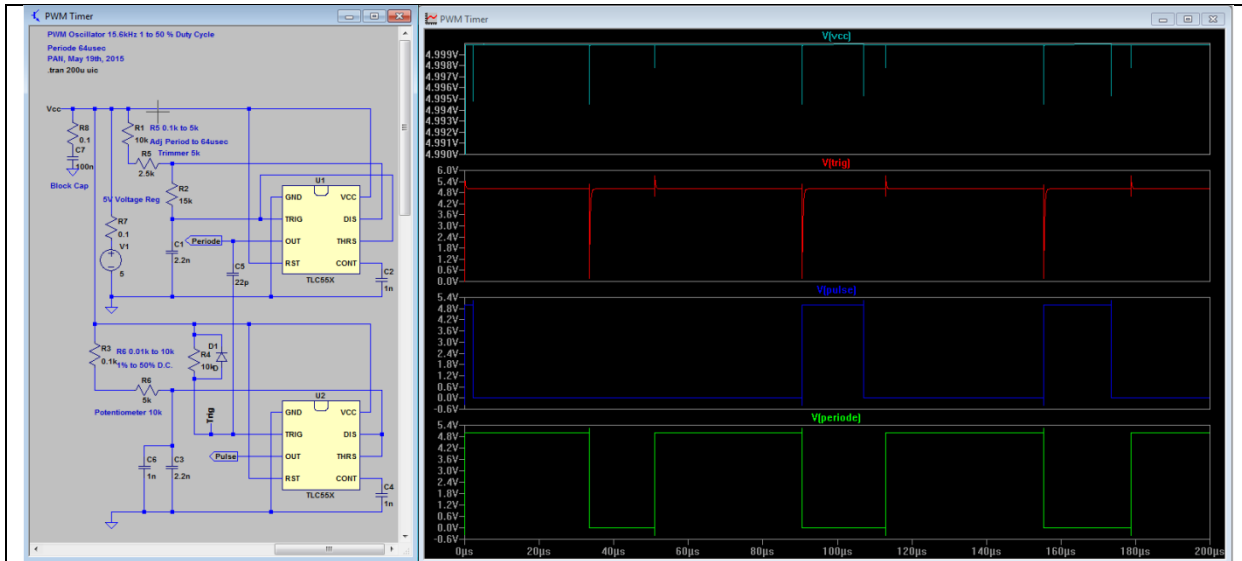 PWM Timer
PWM Oscillator 15.6kHz 1 to 50 % Duty Cycle
Periode 64usec
PAN, May 19th, 2015
.tran 200u uic
Vcc
R8
0.1
C7
100n
Block Cap
R1
10k
R5 0.1k to 5k
Adj Period to 64usec
Trimmer 5k
R5
2.5k
R2
15k
5V Voltage Reg
R7
0.1
V1
5
C1
2.2n
Periode
C5
22p
U1
GND VCC
TRIG DIS
OUT THRS
RST CONT
TLC55X
C2
1n
R3
0.1k
R6 0.01k to 10k
1% to 50% D.C.
R6
5k
Potentiometer 10k
R4
10k
D1
D
Trig
Pulse
U2
GND VCC
TRIG DIS
OUT THRS
RST CONT
TLC55X
C6
1n
C3
2.2n
C4
1n
PWM Timer
V(vcc)
4.999V
4.998V
4.997V
4.996V
4.995V
4.994V
4.993V
4.992V
4.991V
4.990V
V(trig)
6.0V
5.4V
4.8V
4.2V
3.6V
3.0V
2.4V
1.8V
1.2V
0.6V
0.0V
V(pulse)
5.4V
4.8V
4.2V
3.6V
3.0V
2.4V
1.8V
1.2V
0.6V
0.0V
-0.6V
V(periode)
5.4V
4.8V
4.2V
3.6V
3.0V
2.4V
1.8V
1.2V
0.6V
0.0V
-0.6V
0µs 20µs 40µs 60µs 80µs 100µs 120µs 140µs 160µs 180µs 200µs